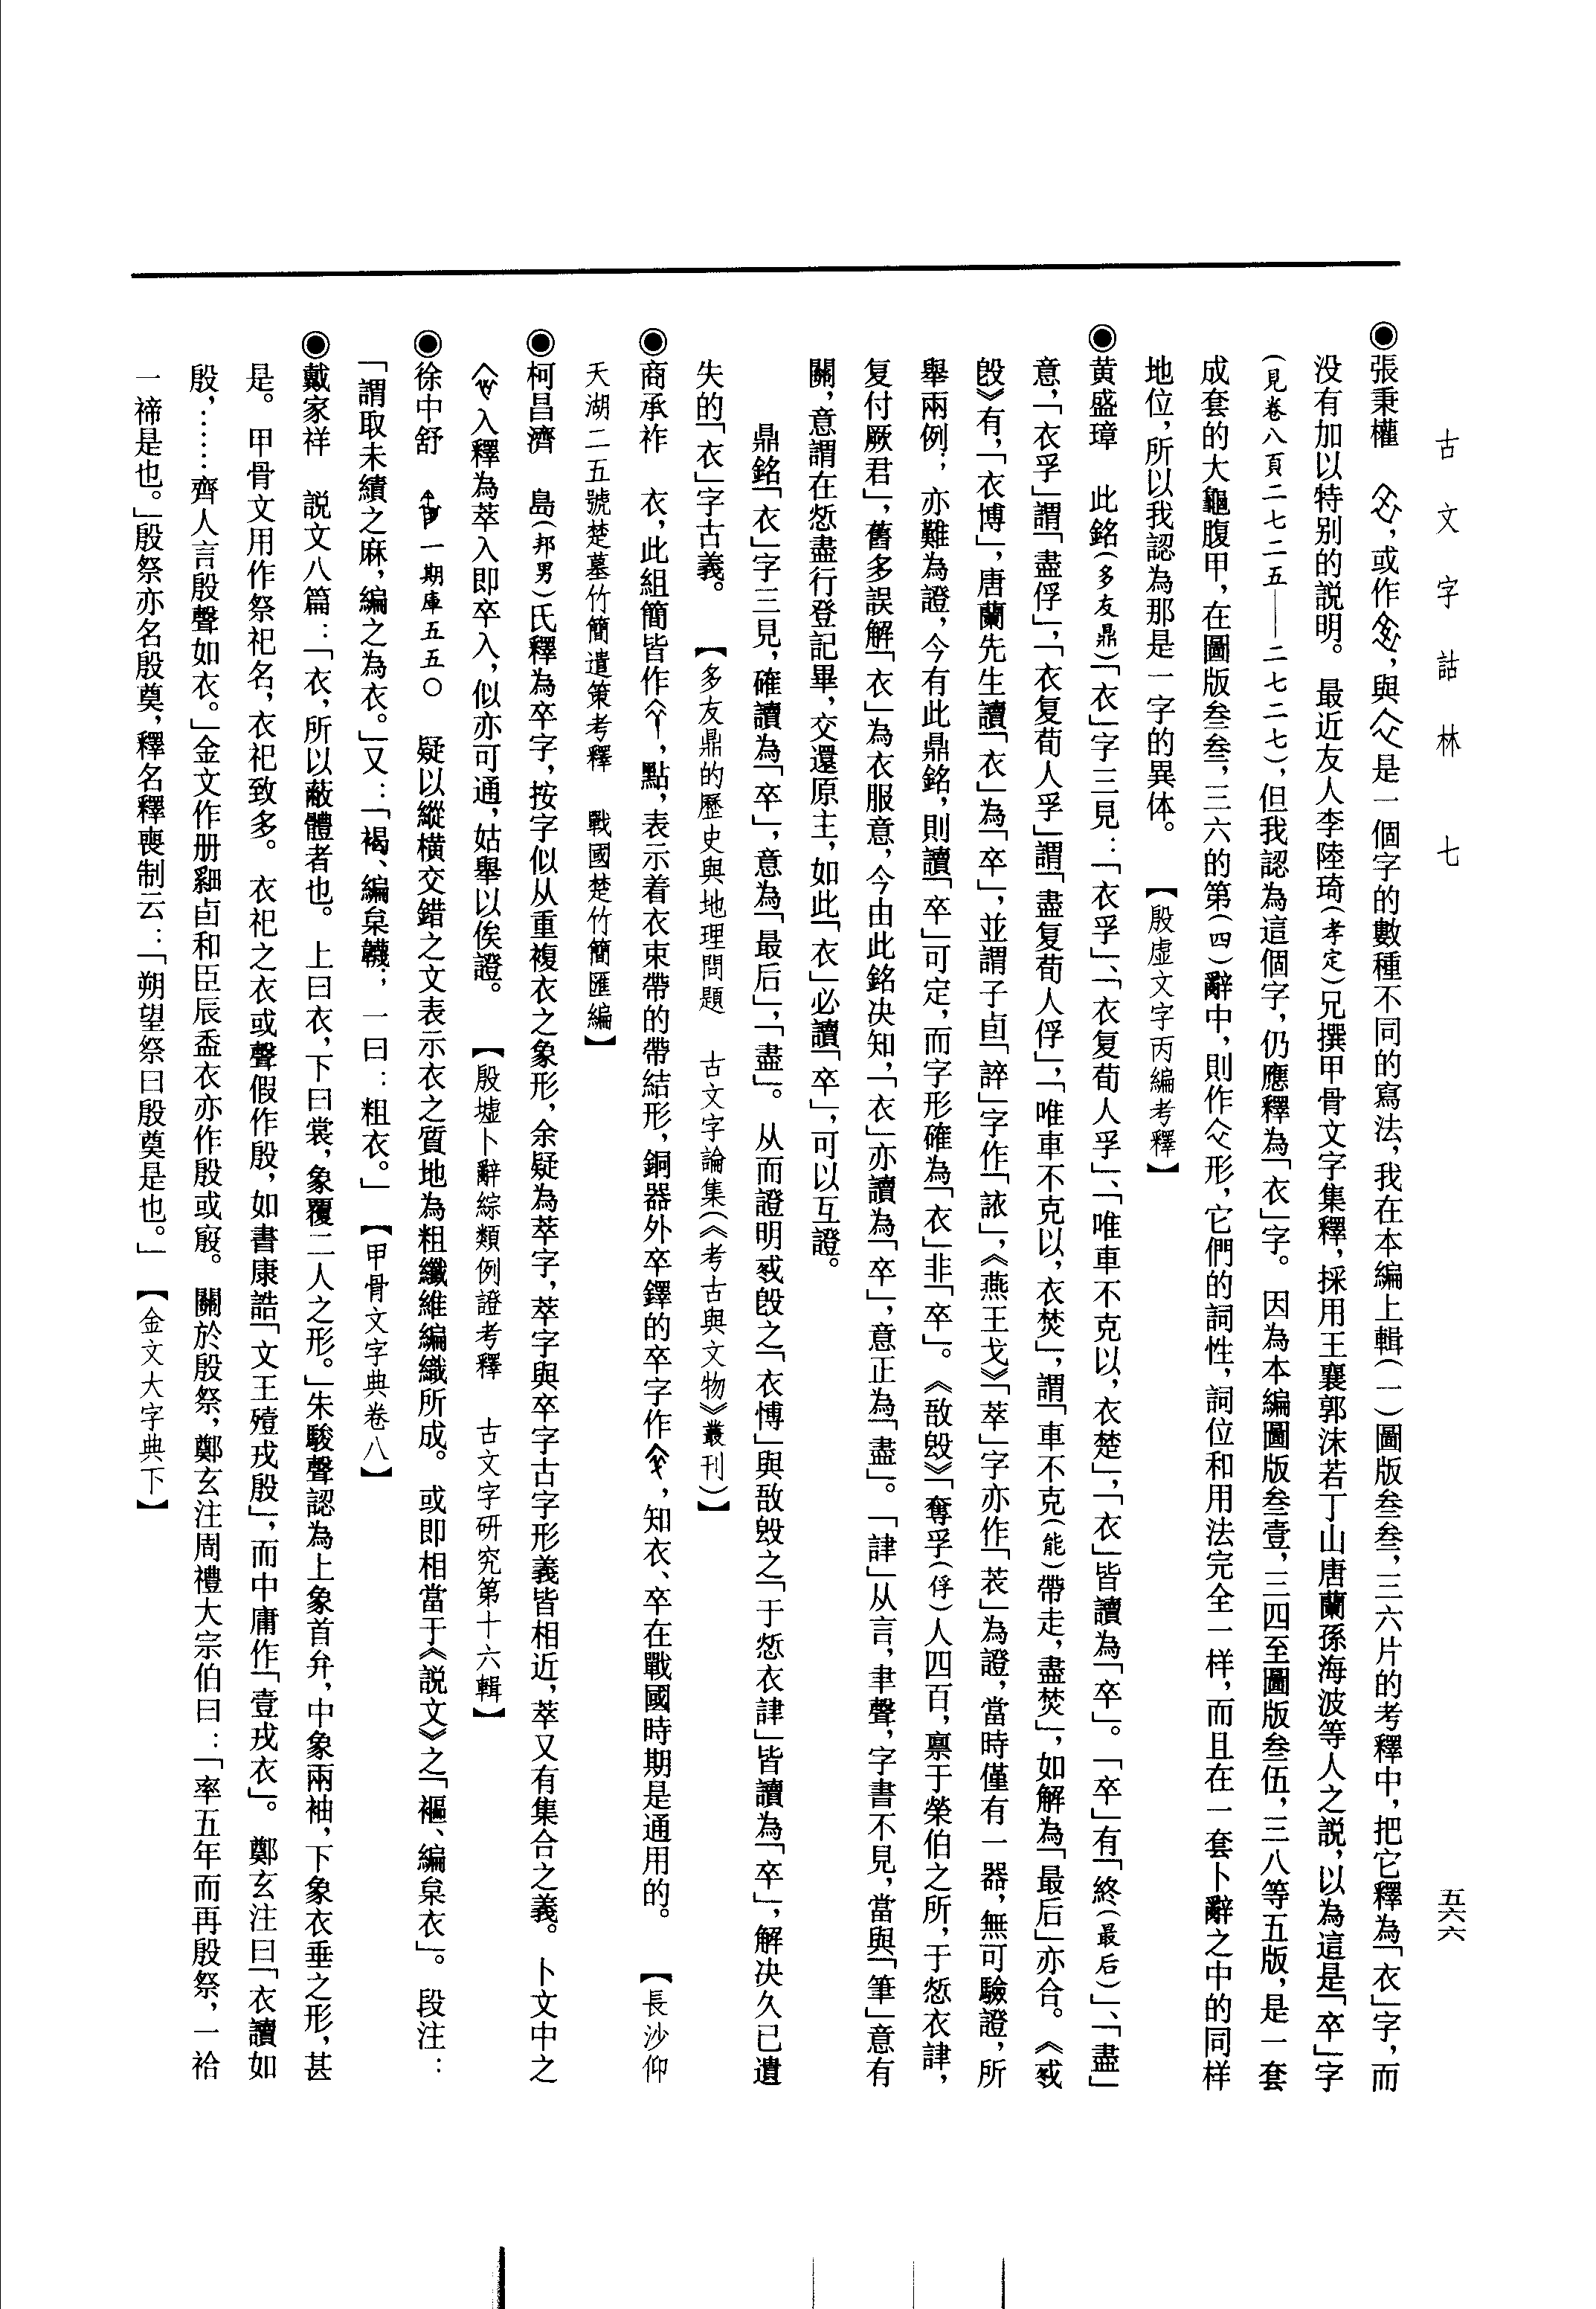 古文字詁林 七
五六六
◉張秉權 ，或作，與是一個字的數種不同的寫法，我在本編上輯（一）圖版叁叁，三六片的考釋中，把它釋為「衣」字，而
没有加以特别的説明。最近友人李陸琦（孝定）兄撰甲骨文字集釋，採用王襄郭沫若丁山唐蘭孫海波等人之説，以為這是「卒」字
（見卷八頁二七二五——二七二七），但我認為這個字，仍應釋為「衣」字。因為本編圖版叁壹，三四至圖版叁伍，三八等五版，是一套
成套的大龜腹甲，在圖版叁叁，三六的第（四）辭中，則作形，它們的詞性，詞位和用法完全一样，而且在一套卜辭之中的同样
地位，所以我認為那是一字的異体。 【殷虚文字丙編考釋】
◉黄盛璋 此銘（多友鼎）「衣」字三見：「衣孚」、「衣复荀人孚」、「唯車不克以，衣楚」，「衣」皆讀為「卒」。「卒」有「終（最后）」、「盡」
意，「衣孚」謂「盡俘」，「衣复荀人孚」謂「盡复荀人俘」，「唯車不克以，衣焚」，謂「車不克（能）帶走，盡焚」，如解為「最后」亦合。《𢦚
𣪘》有，「衣博」，唐蘭先生讀「衣」為「卒」，並謂子卣「誶」字作「䛖」，《燕王戈》「萃」字亦作「䒾」為證，當時僅有一器，無可驗證，所
舉兩例，亦難為證，今有此鼎銘，則讀「卒」可定，而字形確為「衣」非「卒」。《敔𣪘》「奪孚（俘）人四百，禀于榮伯之所，于㤅衣肂，
复付厥君」，舊多誤解「衣」為衣服意，今由此銘决知，「衣」亦讀為「卒」，意正為「盡」。「𧩙」从言，聿聲，字書不見，當與「筆」意有
關，意謂在㤅盡行登記畢，交還原主，如此「衣」必讀「卒」，可以互證。
鼎銘「衣」字三見，確讀為「卒」，意為「最后」，「盡」。从而證明𢦚𣪘之「衣愽」與敔𣪘之「于㤅衣𧩙」皆讀為「卒」，解决久已遺
失的「衣」字古義。 【多友鼎的歷史與地理問題 古文字論集（《考古與文物》叢刊）】
◉商承祚 衣，此組簡皆作，點，表示着衣束帶的帶結形，銅器外卒鐸的卒字作，知衣、卒在戰國時期是通用的。 【長沙仰
天湖二五號楚墓竹簡遣策考釋 戰國楚竹簡匯編】
◉柯昌濟 島（邦男）氏釋為卒字，按字似从重複衣之象形，余疑為萃字，萃字與卒字古字形義皆相近，萃又有集合之義。卜文中之
入釋為萃入即卒入，似亦可通，姑舉以俟證。 【殷墟卜辭綜類例證考釋 古文字研究第十六輯】
◉徐中舒 一期庫五五〇 疑以縱横交錯之文表示衣之質地為粗纖維編織所成。或即相當于《説文》之「褔、編枲衣」。段注：
「謂取未績之麻，編之為衣。」又：「褐、編枲韤；一曰：粗衣。」 【甲骨文字典卷八】
◉戴家祥 説文八篇：「衣，所以蔽體者也。上曰衣，下曰裳，象覆二人之形。」朱駿聲認為上象首弁，中象兩袖，下象衣垂之形，甚
是。甲骨文用作祭祀名，衣祀致多。衣祀之衣或聲假作殷，如書康誥「文王殪戎殷」，而中庸作「壹戎衣」。鄭玄注曰「衣讀如
殷，……齊人言殷聲如衣。」金文作册卣和臣辰盉衣亦作殷或㝨。關於殷祭，鄭玄注周禮大宗伯曰：「率五年而再殷祭，一祫
一禘是也。」殷祭亦名殷奠，釋名釋喪制云：「朔望祭曰殷奠是也。」 【金文大字典下】